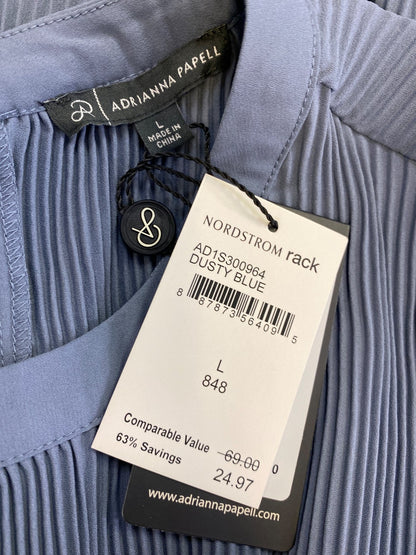 ADRIANNA PAPELL
L
MADE IN
CHINA
NORDSTROM rack
AD1S300964
DUSTY BLUE
8 87873 56409 5
L
848
Comparable Value 69.00
63% Savings 24.97
0
www.adriannapapell.com